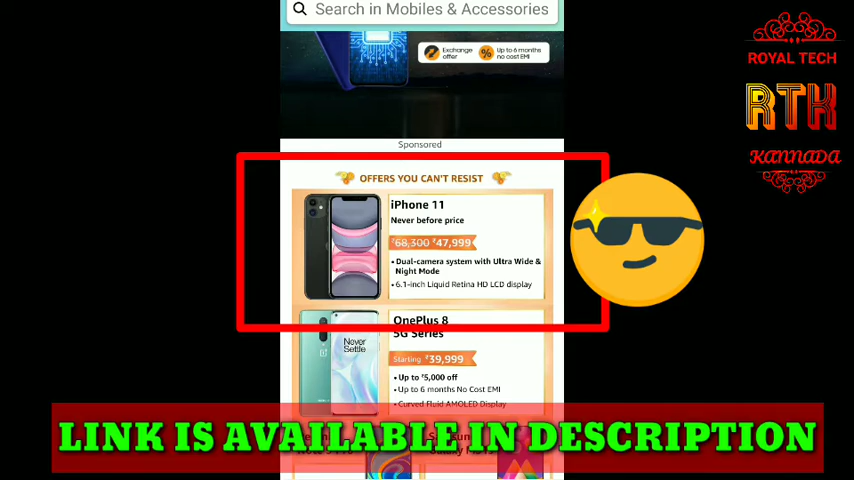 Search in Mobiles & Accessories
Exchange offer
Up to 6 months no cost EMI
ROYAL TECH
RTK
KANNADA
Sponsored
OFFERS YOU CAN'T RESIST
iPhone 11
Never before price
₹68,300 ₹47,999
• Dual-camera system with Ultra Wide &
Night Mode
• 6.1-inch Liquid Retina HD LCD display
OnePlus 8
5G Series
Never
Settle
Starting ₹39,999
• Up to ₹5,000 off
• Up to 6 months No Cost EMI
• Curved Fluid AMOLED Display
LINK IS AVAILABLE IN DESCRIPTION